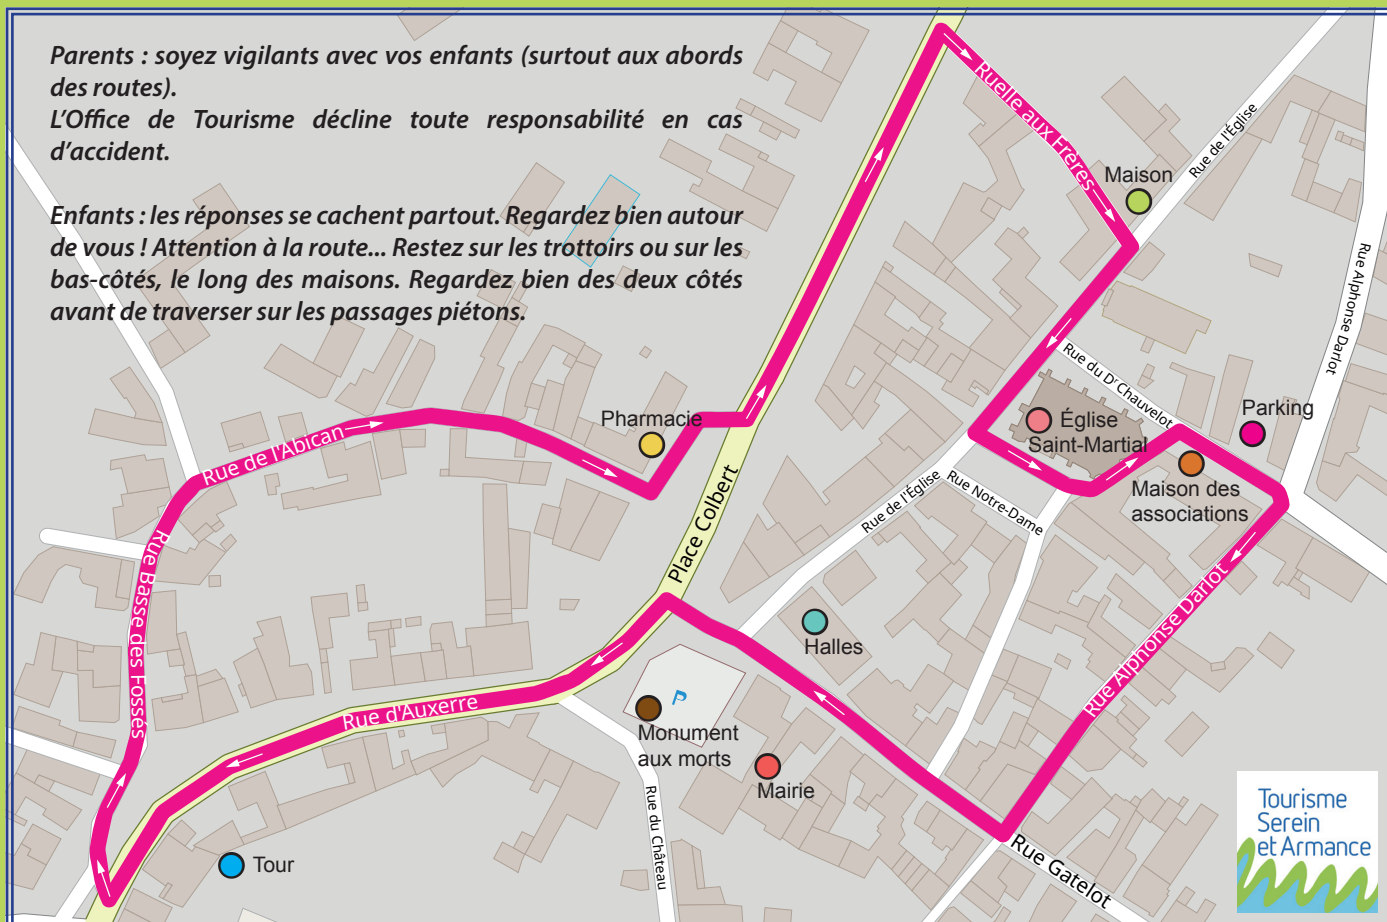 Parents : soyez vigilants avec vos enfants (surtout aux abords
des routes).
L'Office de Tourisme décline toute responsabilité en cas
d'accident.
Enfants : les réponses se cachent partout. Regardez bien autour
de vous ! Attention à la route... Restez sur les trottoirs ou sur les
bas-côtés, le long des maisons. Regardez bien des deux côtés
avant de traverser sur les passages piétons.
Ruelle aux Frères
Rue de l'Église
Maison
Rue Alphonse Darlot
Rue du Dr Chauvelot
Parking
Pharmacie
Église
Saint-Martial
Rue de l'Abican
Maison des
associations
Rue de l'Église
Rue Notre-Dame
Place Colbert
Rue Basse des Fossés
Rue Alphonse Darlot
Halles
Rue d'Auxerre
P
Monument
aux morts
Mairie
Rue du Château
Tour
Rue Gatelot
Tourisme
Serein
et Armance